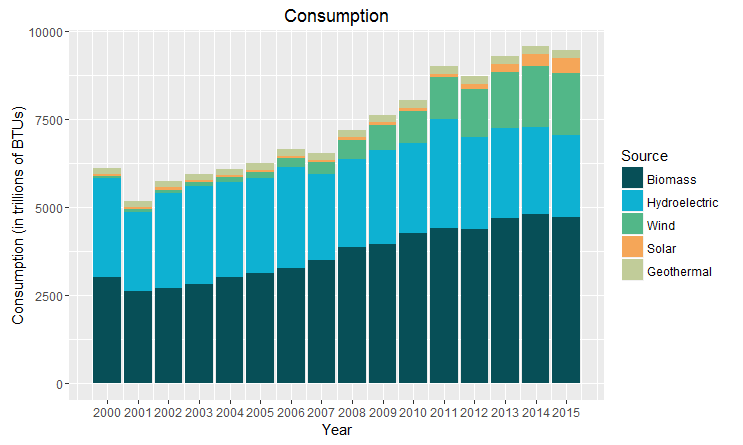 Consumption
Consumption (in trillions of BTUs)
10000
7500
5000
2500
0
2000 2001 2002 2003 2004 2005 2006 2007 2008 2009 2010 2011 2012 2013 2014 2015
Year
Source
Biomass
Hydroelectric
Wind
Solar
Geothermal